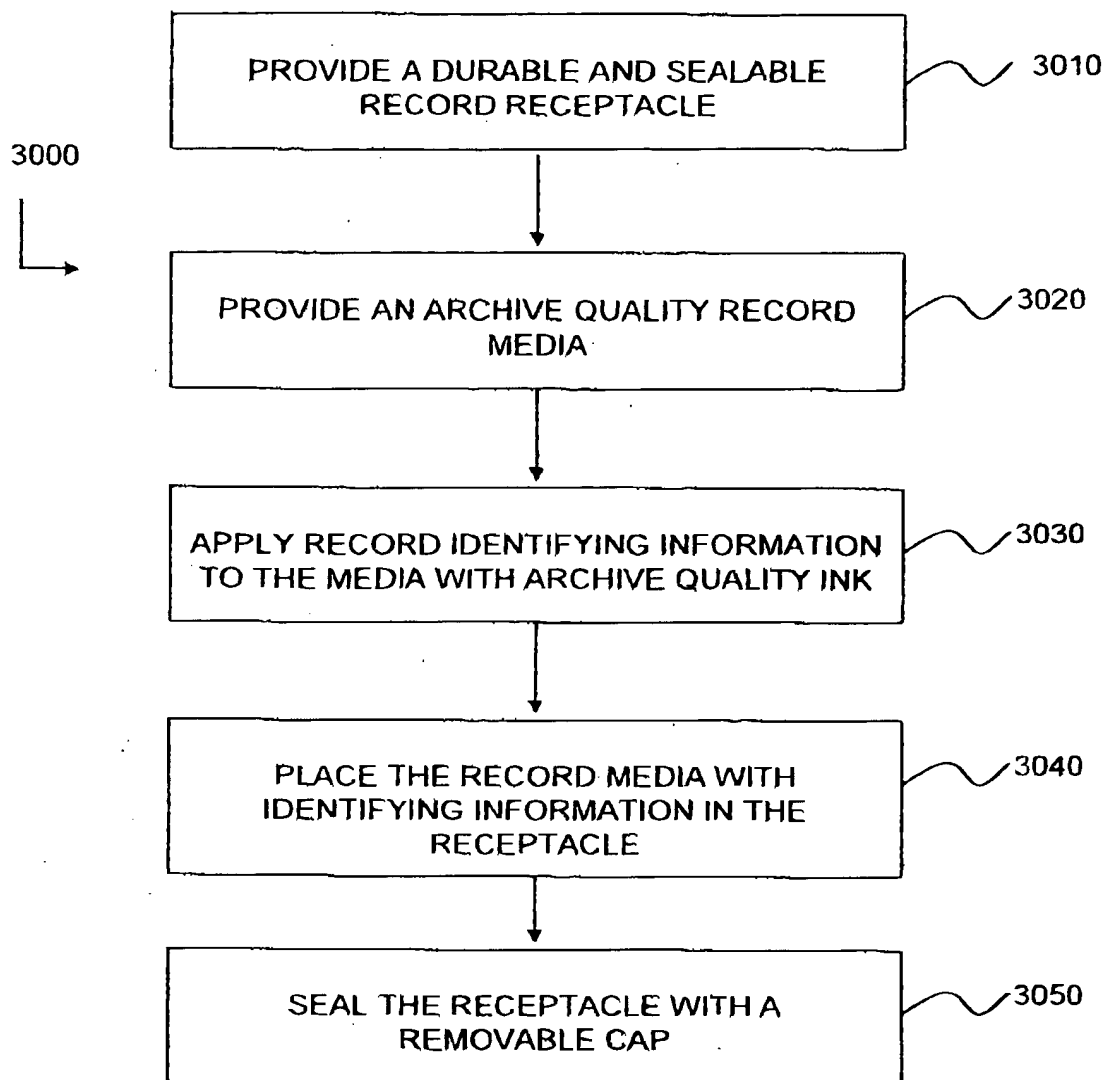 PROVIDE A DURABLE AND SEALABLE
RECORD RECEPTACLE
3010
3000
PROVIDE AN ARCHIVE QUALITY RECORD
MEDIA
3020
APPLY RECORD IDENTIFYING INFORMATION
TO THE MEDIA WITH ARCHIVE QUALITY INK
3030
PLACE THE RECORD MEDIA WITH
IDENTIFYING INFORMATION IN THE
RECEPTACLE
3040
SEAL THE RECEPTACLE WITH A
REMOVABLE CAP
3050